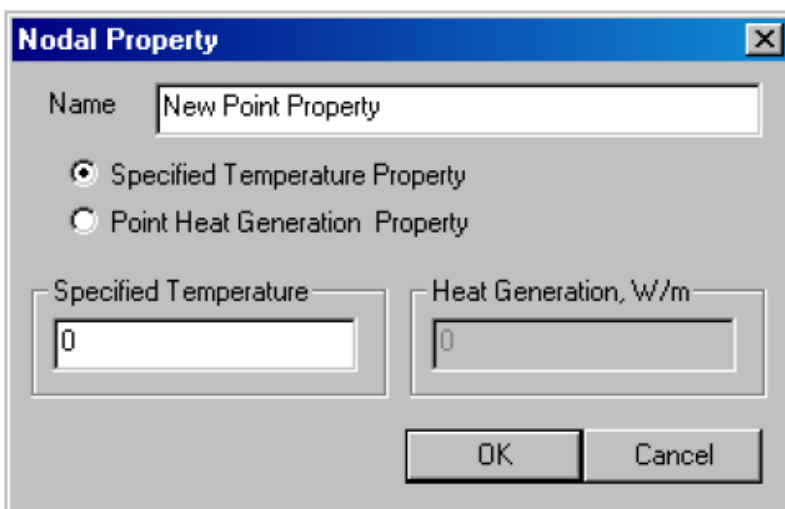 Nodal Property
Name New Point Property
Specified Temperature Property
Point Heat Generation Property
Specified Temperature
0
Heat Generation, W/m
0
OK Cancel